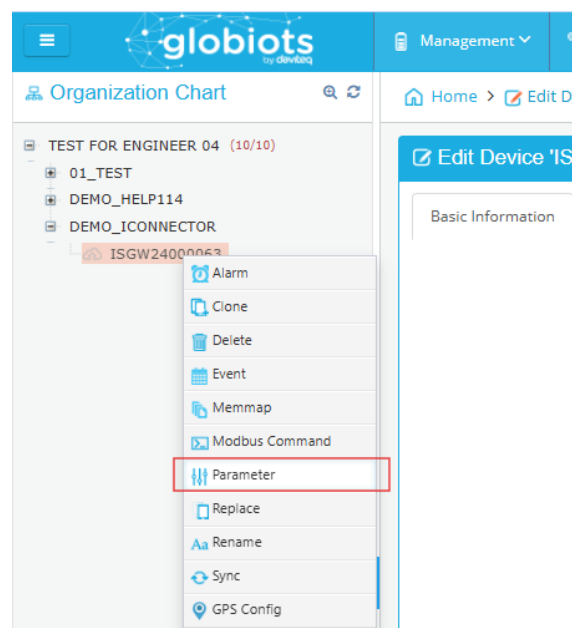 globiots
by deviteq
Management
Organization Chart
Home > Edit D
TEST FOR ENGINEER 04 (10/10)
01_TEST
DEMO_HELP114
DEMO_ICONNECTOR
ISGW24000063
Edit Device 'IS
Basic Information
Alarm
Clone
Delete
Event
Memmap
Modbus Command
Parameter
Replace
Aa Rename
Sync
GPS Config